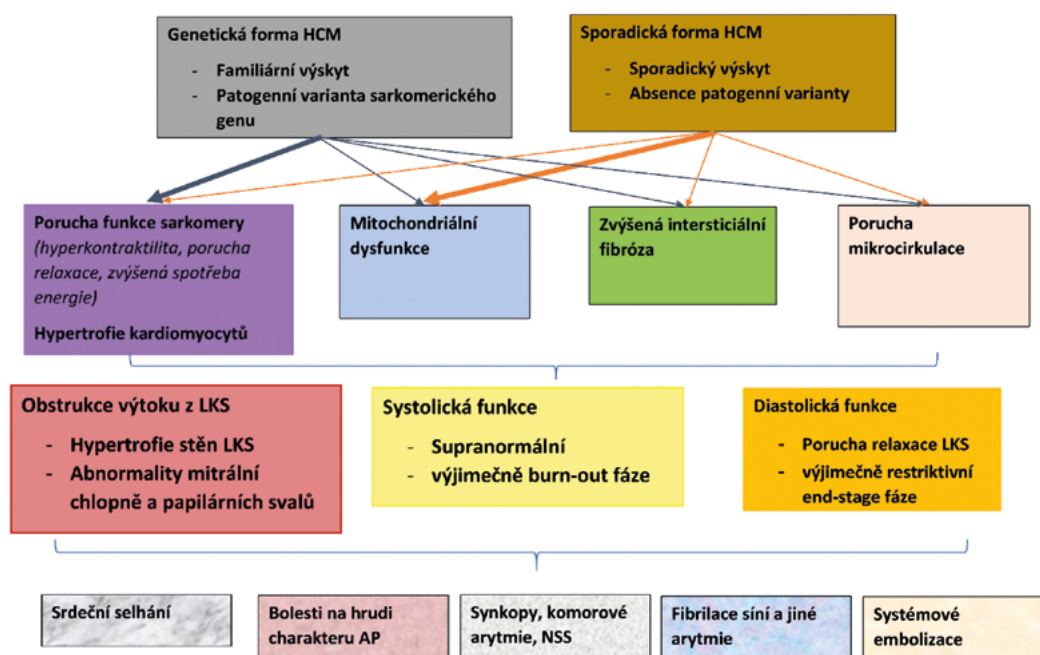 Genetická forma HCM
- Familiární výskyt
- Patogenní varianta sarkomerického
genu
Sporadická forma HCM
- Sporadický výskyt
- Absence patogenní varianty
Porucha funkce sarkomery
(hyperkontraktilita, porucha
relaxace, zvýšená spotřeba
energie)
Hypertrofie kardiomyocytů
Mitochondriální
dysfunkce
Zvýšená intersticiální
fibróza
Porucha
mikrocirkulace
Obstrukce výtoku z LKS
- Hypertrofie stěn LKS
- Abnormality mitrální
chlopně a papilárních svalů
Systolická funkce
- Supranormální
- výjimečně burn-out fáze
Diastolická funkce
- Porucha relaxace LKS
- výjimečně restriktivní
end-stage fáze
Srdeční selhání
Bolesti na hrudi
charakteru AP
Synkopy, komorové
arytmie, NSS
Fibrilace síní a jiné
arytmie
Systémové
embolizace